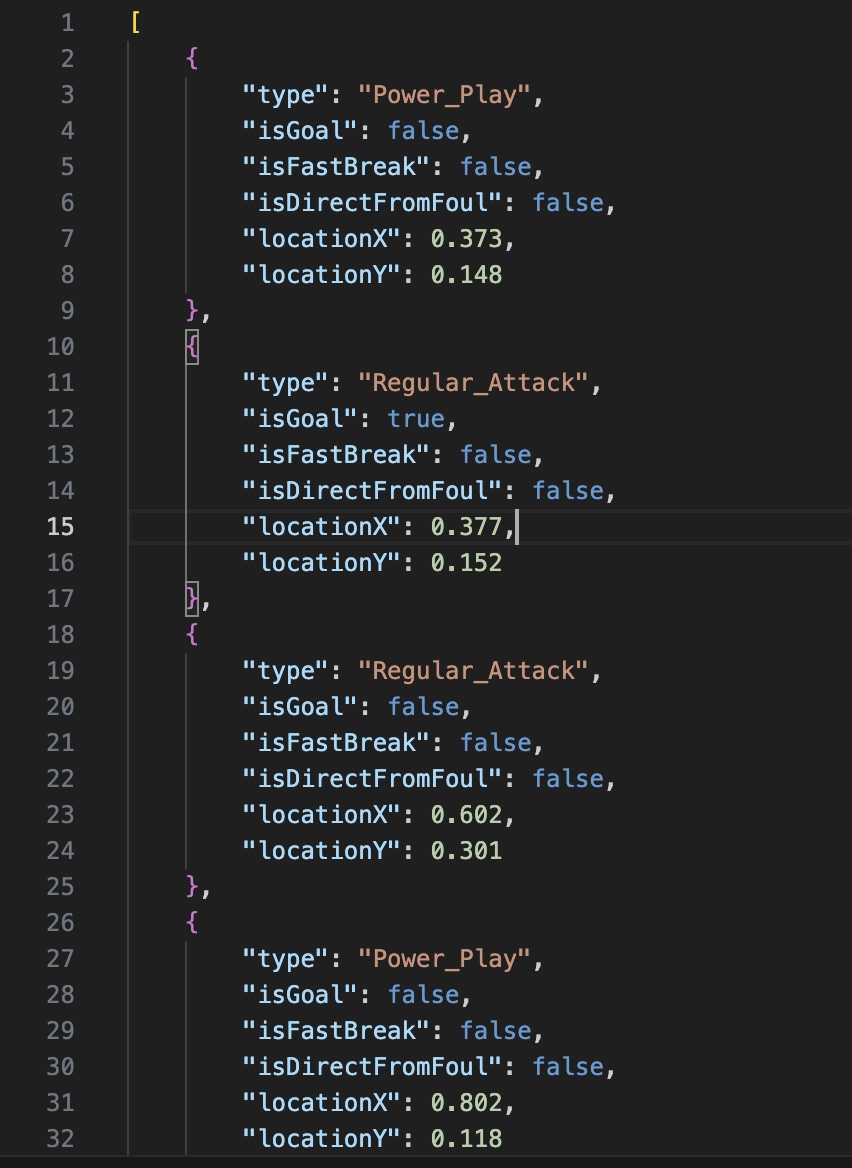 1 [
2 {
3 "type": "Power_Play",
4 "isGoal": false,
5 "isFastBreak": false,
6 "isDirectFromFoul": false,
7 "locationX": 0.373,
8 "locationY": 0.148
9 },
10 {
11 "type": "Regular_Attack",
12 "isGoal": true,
13 "isFastBreak": false,
14 "isDirectFromFoul": false,
15 "locationX": 0.377,
16 "locationY": 0.152
17 },
18 {
19 "type": "Regular_Attack",
20 "isGoal": false,
21 "isFastBreak": false,
22 "isDirectFromFoul": false,
23 "locationX": 0.602,
24 "locationY": 0.301
25 },
26 {
27 "type": "Power_Play",
28 "isGoal": false,
29 "isFastBreak": false,
30 "isDirectFromFoul": false,
31 "locationX": 0.802,
32 "locationY": 0.118